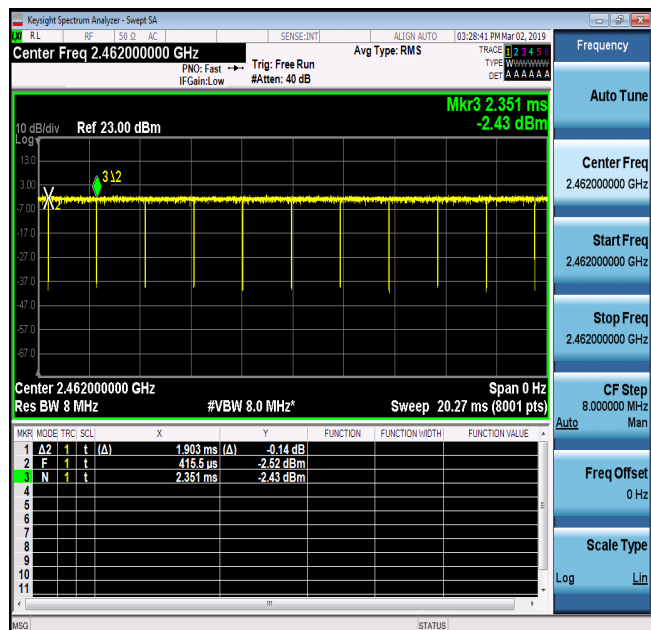 Keysight Spectrum Analyzer - Swept SA
LXI RL RF 50 Ω AC SENSE:INT ALIGN AUTO 03:28:41 PM Mar 02, 2019
Center Freq 2.462000000 GHz Avg Type: RMS TRACE 1 2 3 4 5 6
PNO: Fast Trig: Free Run TYPE WWWWWW
IFGain:Low #Atten: 40 dB DET A A A A A A
Mkr3 2.351 ms
10 dB/div Ref 23.00 dBm -2.43 dBm
Log
13.0
3Δ2
3.00
X2
-7.00
-17.0
-27.0
-37.0
-47.0
-57.0
-67.0
Center 2.462000000 GHz Span 0 Hz
Res BW 8 MHz #VBW 8.0 MHz* Sweep 20.27 ms (8001 pts)
MKR MODE TRC SCL X Y FUNCTION FUNCTION WIDTH FUNCTION VALUE
1 Δ2 1 t (Δ) 1.903 ms (Δ) -0.14 dB
2 F 1 t 415.5 µs -2.52 dBm
3 N 1 t 2.351 ms -2.43 dBm
4
5
6
7
8
9
10
11
MSG STATUS
Frequency
Auto Tune
Center Freq
2.462000000 GHz
Start Freq
2.462000000 GHz
Stop Freq
2.462000000 GHz
CF Step
8.000000 MHz
Auto Man
Freq Offset
0 Hz
Scale Type
Log Lin